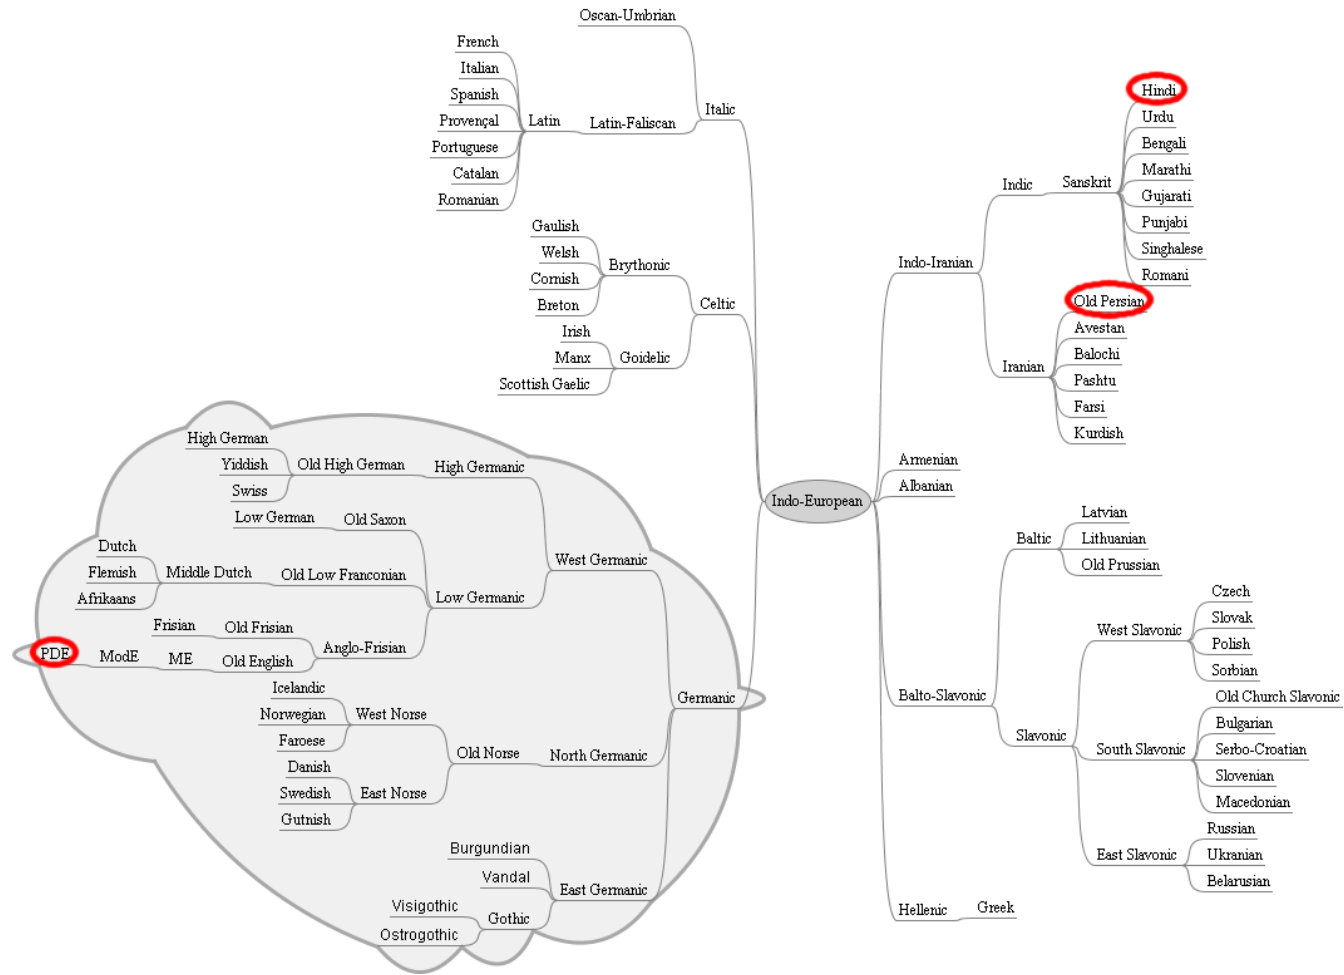 Oscan-Umbrian
French
Italian
Spanish
Provençal
Portuguese
Catalan
Romanian
Latin
Latin-Faliscan
Italic
Gaulish
Welsh
Cornish
Breton
Brythonic
Irish
Manx
Scottish Gaelic
Goidelic
Celtic
High German
Yiddish
Swiss
Old High German
High Germanic
Low German
Old Saxon
Dutch
Flemish
Afrikaans
Middle Dutch
Old Low Franconian
Low Germanic
West Germanic
Frisian
Old Frisian
PDE
ModE
ME
Old English
Anglo-Frisian
Icelandic
Norwegian
Faroese
West Norse
Danish
Swedish
Gutnish
East Norse
Old Norse
North Germanic
Germanic
Burgundian
Vandal
Visigothic
Ostrogothic
Gothic
East Germanic
Indo-European
Indo-Iranian
Indic
Sanskrit
Hindi
Urdu
Bengali
Marathi
Gujarati
Punjabi
Singhalese
Romani
Iranian
Old Persian
Avestan
Balochi
Pashtu
Farsi
Kurdish
Armenian
Albanian
Balto-Slavonic
Baltic
Latvian
Lithuanian
Old Prussian
Slavonic
West Slavonic
Czech
Slovak
Polish
Sorbian
South Slavonic
Old Church Slavonic
Bulgarian
Serbo-Croatian
Slovenian
Macedonian
East Slavonic
Russian
Ukranian
Belarusian
Hellenic
Greek